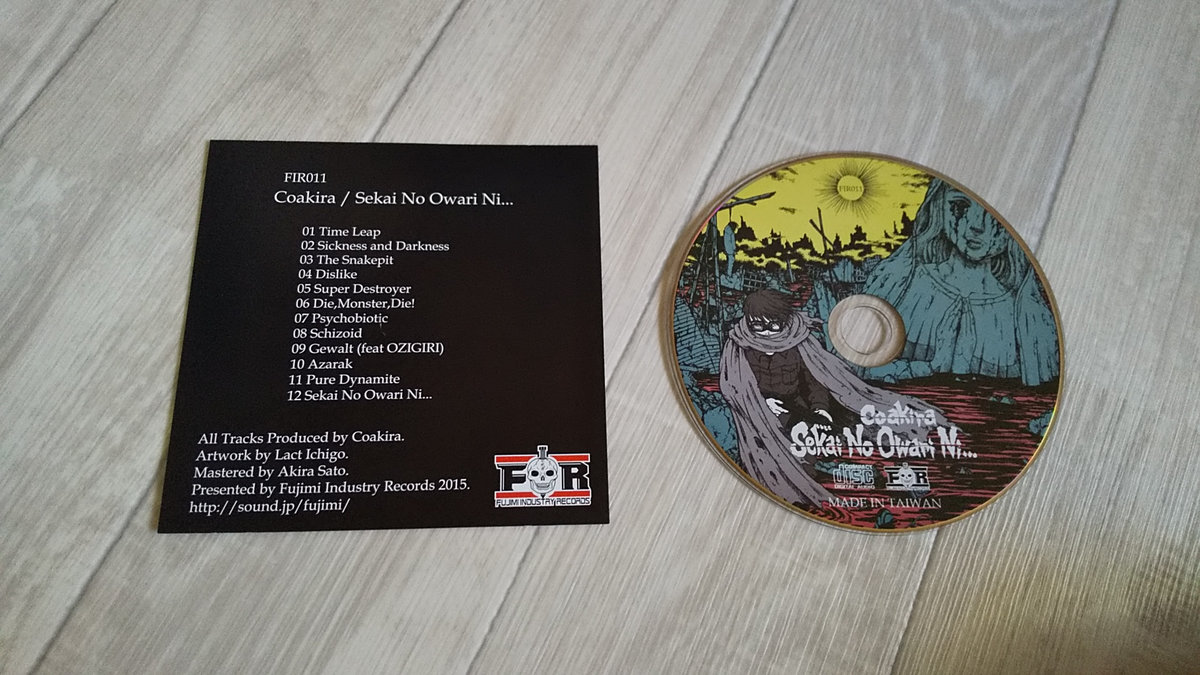 FIR011
Coakira / Sekai No Owari Ni...
01 Time Leap
02 Sickness and Darkness
03 The Snakepit
04 Dislike
05 Super Destroyer
06 Die,Monster,Die!
07 Psychobiotic
08 Schizoid
09 Gewalt (feat OZIGIRI)
10 Azarak
11 Pure Dynamite
12 Sekai No Owari Ni...
All Tracks Produced by Coakira.
Artwork by Lact Ichigo.
Mastered by Akira Sato.
Presented by Fujimi Industry Records 2015.
http://sound.jp/fujimi/
FIR
FUJIMI INDUSTRY RECORDS
FIR011
Coakira
Sekai No Owari Ni...
COMPACT
disc
DIGITAL AUDIO
FIR
MADE IN TAIWAN